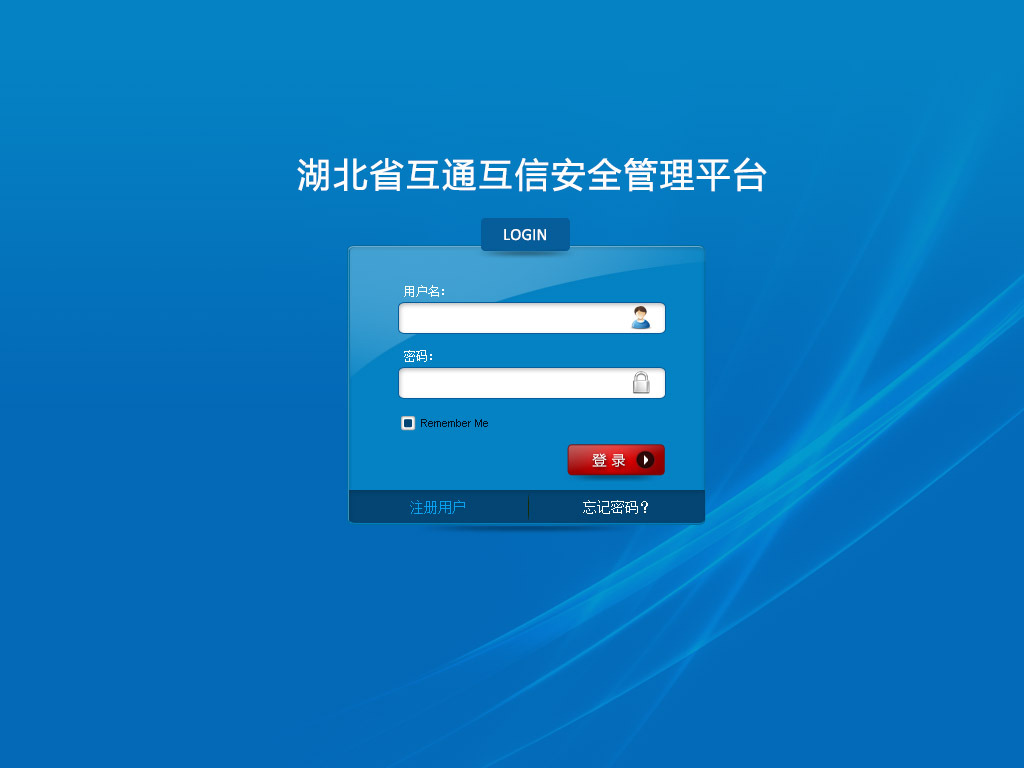 湖北省互通互信安全管理平台
LOGIN
用户名:
密码:
Remember Me
登 录
注册用户
忘记密码?